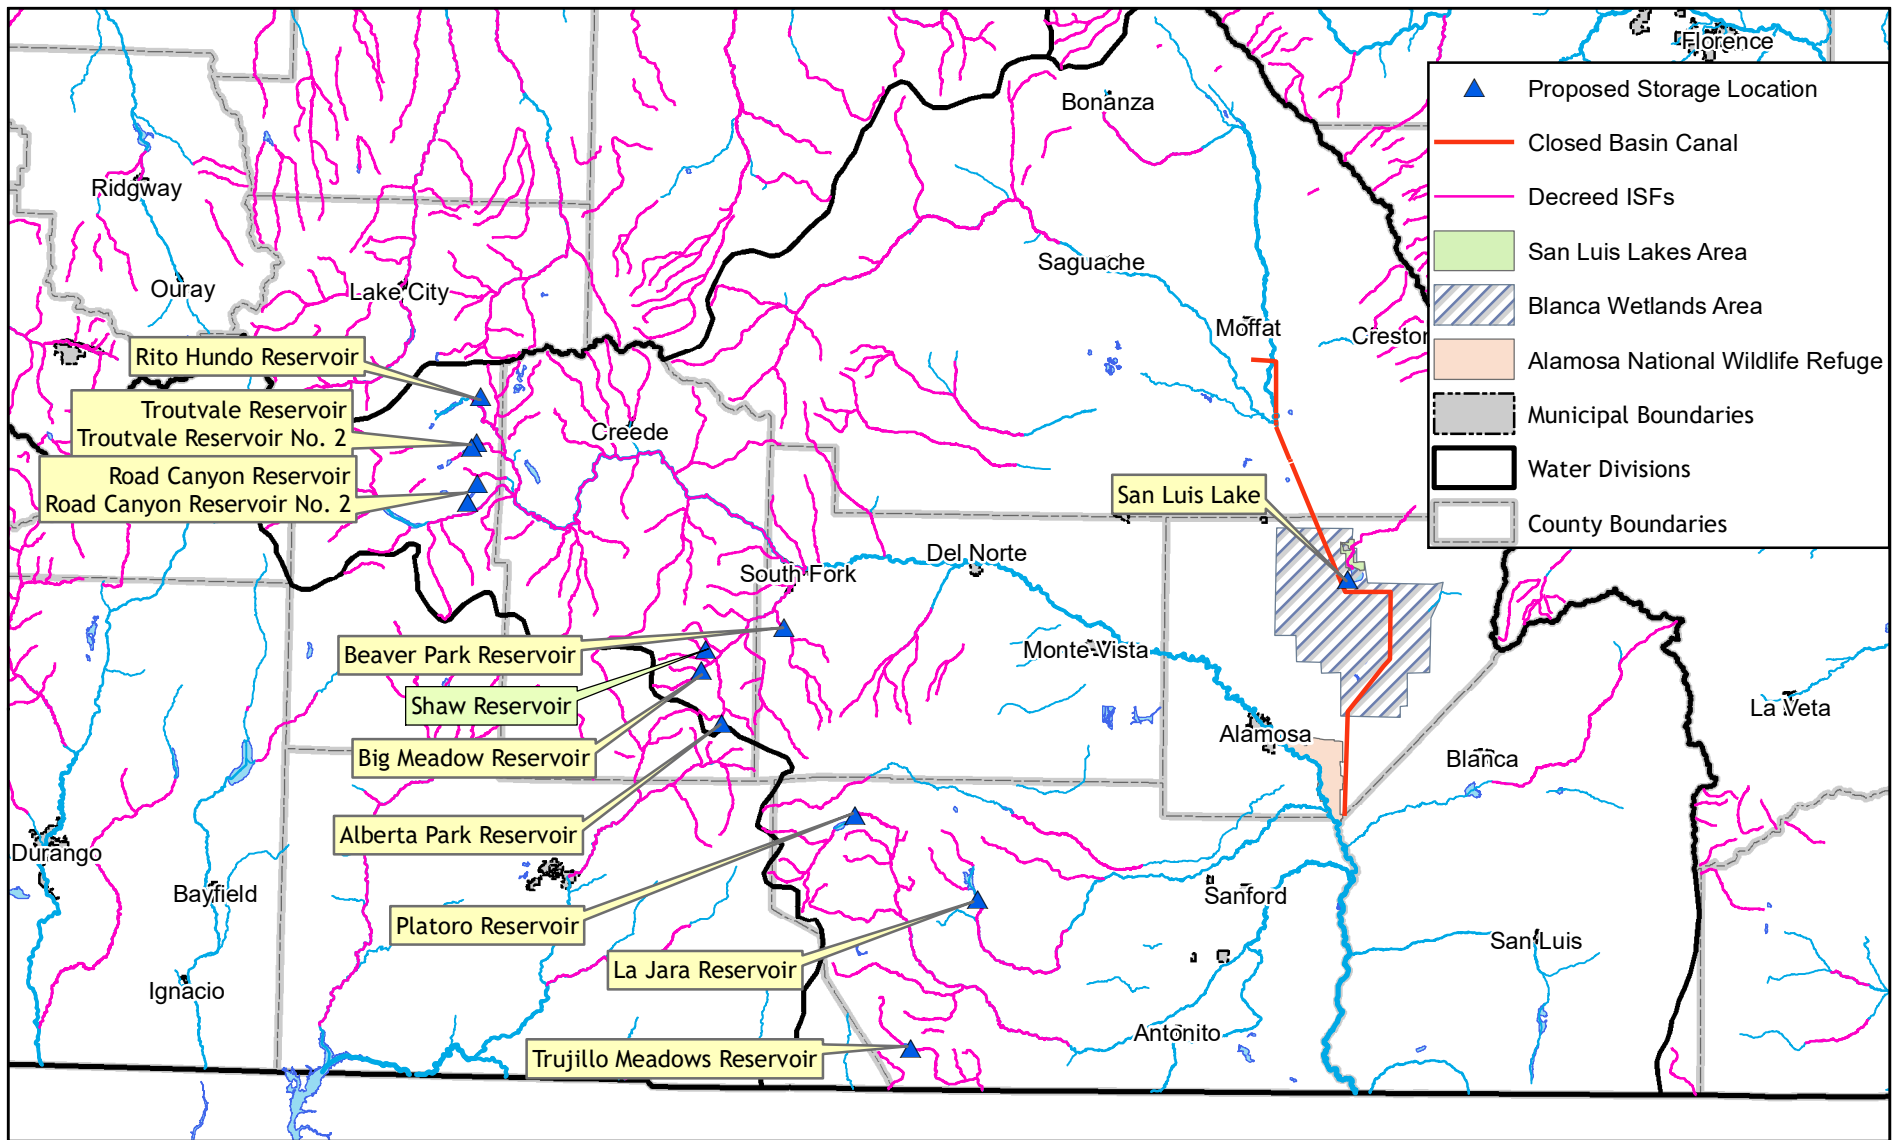 Florence
Bonanza
Ridgway
Saguache
Ouray
Lake City
Moffat
Creston
Rito Hundo Reservoir
Troutvale Reservoir
Troutvale Reservoir No. 2
Creede
Road Canyon Reservoir
Road Canyon Reservoir No. 2
San Luis Lake
Del Norte
South Fork
Beaver Park Reservoir
Monte Vista
Shaw Reservoir
La Veta
Alamosa
Big Meadow Reservoir
Blanca
Alberta Park Reservoir
Durango
Bayfield
Sanford
Platoro Reservoir
San Luis
La Jara Reservoir
Ignacio
Antonito
Trujillo Meadows Reservoir
Proposed Storage Location
Closed Basin Canal
Decreed ISFs
San Luis Lakes Area
Blanca Wetlands Area
Alamosa National Wildlife Refuge
Municipal Boundaries
Water Divisions
County Boundaries